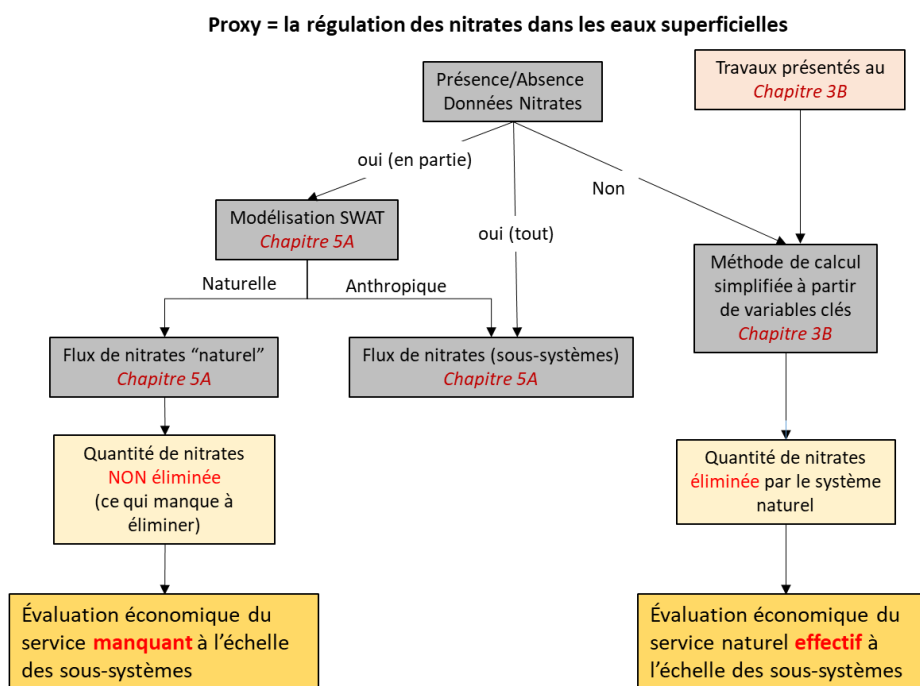 Proxy = la régulation des nitrates dans les eaux superficielles
Présence/Absence
Données Nitrates
Travaux présentés au
Chapitre 3B
oui (en partie)
Non
Modélisation SWAT
Chapitre 5A
oui (tout)
Méthode de calcul
simplifiée à partir
de variables clés
Chapitre 3B
Naturelle
Anthropique
Flux de nitrates “naturel”
Chapitre 5A
Flux de nitrates (sous-systèmes)
Chapitre 5A
Quantité de nitrates
NON éliminée
(ce qui manque à
éliminer)
Quantité de nitrates
éliminée par le système
naturel
Évaluation économique du
service manquant à l’échelle
des sous-systèmes
Évaluation économique du
service naturel effectif à
l’échelle des sous-systèmes